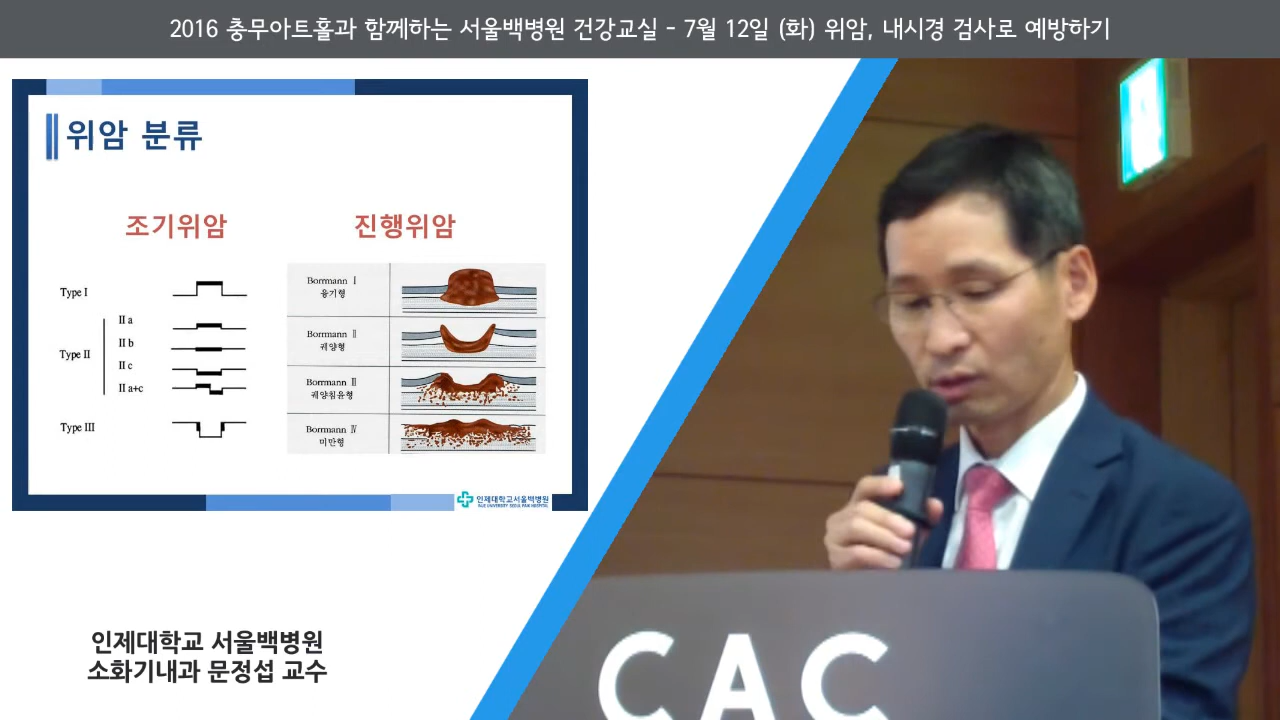 2016 충무아트홀과 함께하는 서울백병원 건강교실 - 7월 12일 (화) 위암, 내시경 검사로 예방하기
위암 분류
조기위암
Type I
II a
II b
Type II
II c
II a+c
Type III
진행위암
Borrmann Ⅰ
융기형
Borrmann Ⅱ
궤양형
Borrmann Ⅲ
궤양침윤형
Borrmann Ⅳ
미만형
인제대학교서울백병원
INJE UNIVERSITY SEOUL PAIK HOSPITAL
인제대학교 서울백병원
소화기내과 문정섭 교수
CAC